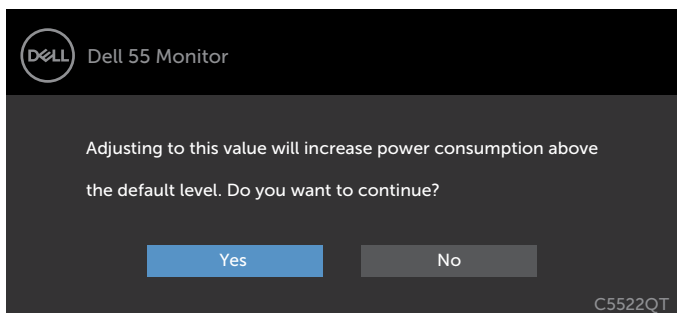 DELL Dell 55 Monitor
Adjusting to this value will increase power consumption above
the default level. Do you want to continue?
Yes No
C5522QT